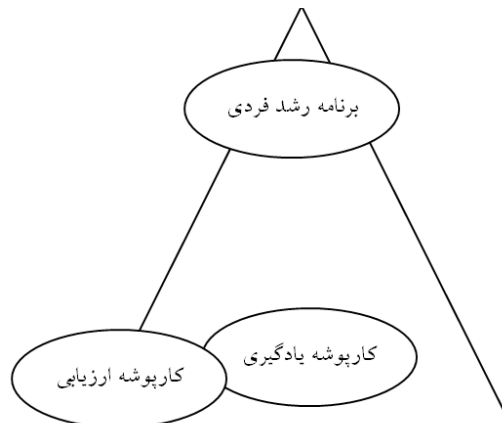 برنامه رشد فردی
کارپوشه یادگیری
کارپوشه ارزیابی